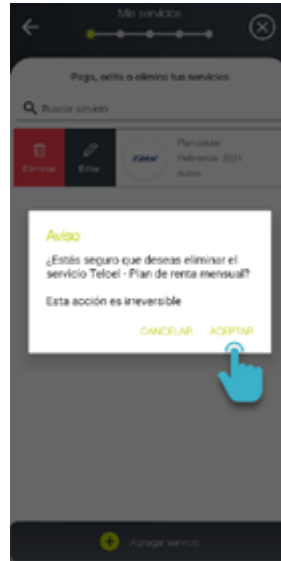 Mis servicios
Paga, edita o elimina tus servicios
Buscar servicio
Plan celular
Referencia 5521
Activo
Eliminar
Editar
Aviso
¿Estás seguro que deseas eliminar el
servicio Telcel - Plan de renta mensual?
Esta acción es irreversible
CANCELAR ACEPTAR
Agregar servicio